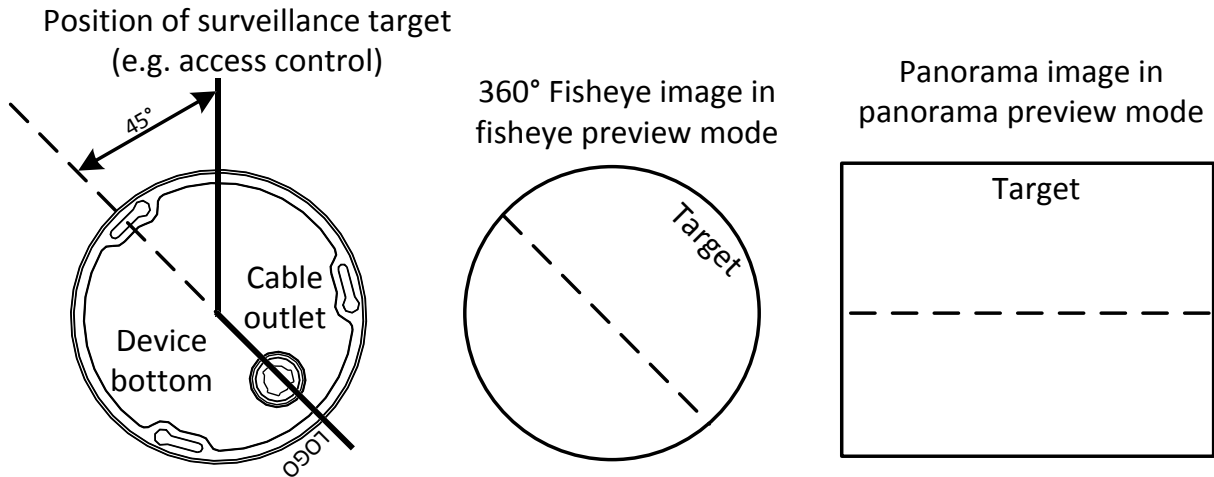 Position of surveillance target
(e.g. access control)
45°
Cable
outlet
Device
bottom
LOGO
360° Fisheye image in
fisheye preview mode
Target
Panorama image in
panorama preview mode
Target